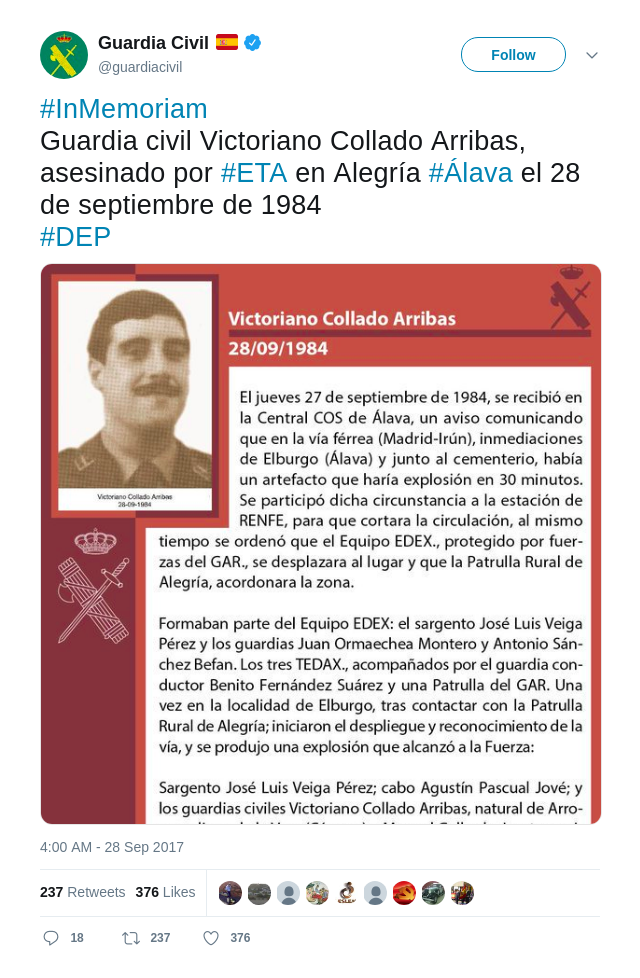 Guardia Civil
@guardiacivil
Follow
#InMemoriam
Guardia civil Victoriano Collado Arribas,
asesinado por #ETA en Alegría #Álava el 28
de septiembre de 1984
#DEP
Victoriano Collado Arribas
28/09/1984
El jueves 27 de septiembre de 1984, se recibió en
la Central COS de Álava, un aviso comunicando
que en la vía férrea (Madrid-Irún), inmediaciones
de Elburgo (Álava) y junto al cementerio, había
un artefacto que haría explosión en 30 minutos.
Se participó dicha circunstancia a la estación de
RENFE, para que cortara la circulación, al mismo
tiempo se ordenó que el Equipo EDEX., protegido por fuer-
zas del GAR., se desplazara al lugar y que la Patrulla Rural de
Alegría, acordonara la zona.
Victoriano Collado Arribas
28-09-1984
Formaban parte del Equipo EDEX: el sargento José Luis Veiga
Pérez y los guardias Juan Ormaechea Montero y Antonio Sán-
chez Befan. Los tres TEDAX., acompañados por el guardia con-
ductor Benito Fernández Suárez y una Patrulla del GAR. Una
vez en la localidad de Elburgo, tras contactar con la Patrulla
Rural de Alegría; iniciaron el despliegue y reconocimiento de la
vía, y se produjo una explosión que alcanzó a la Fuerza:
Sargento José Luis Veiga Pérez; cabo Agustín Pascual Jové; y
los guardias civiles Victoriano Collado Arribas, natural de Arro-
4:00 AM - 28 Sep 2017
237 Retweets 376 Likes
18 237 376